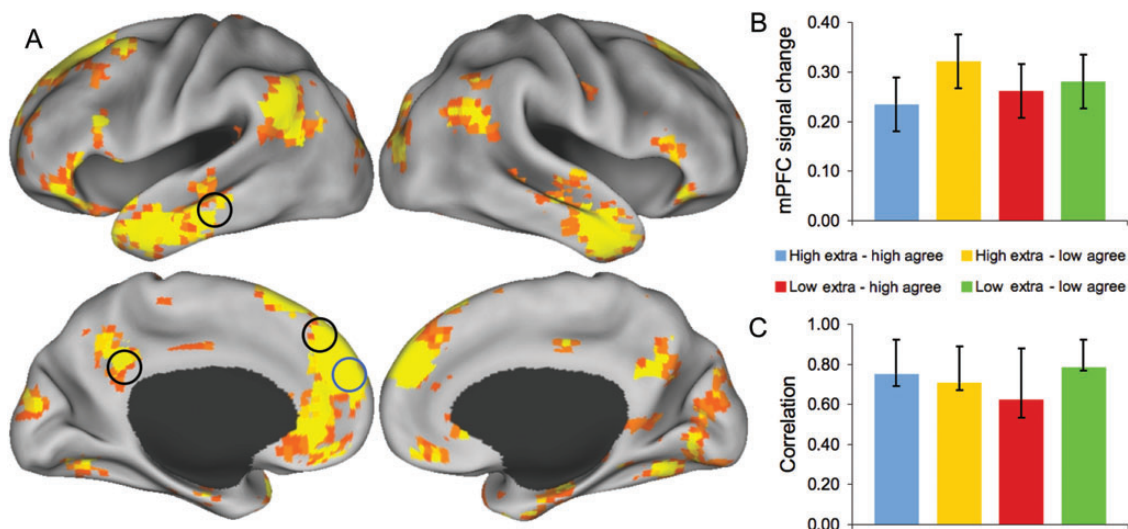 A
B
mPFC signal change
0.40
0.30
0.20
0.10
0.00
High extra - high agree
High extra - low agree
Low extra - high agree
Low extra - low agree
C
Correlation
1.00
0.80
0.60
0.40
0.20
0.00